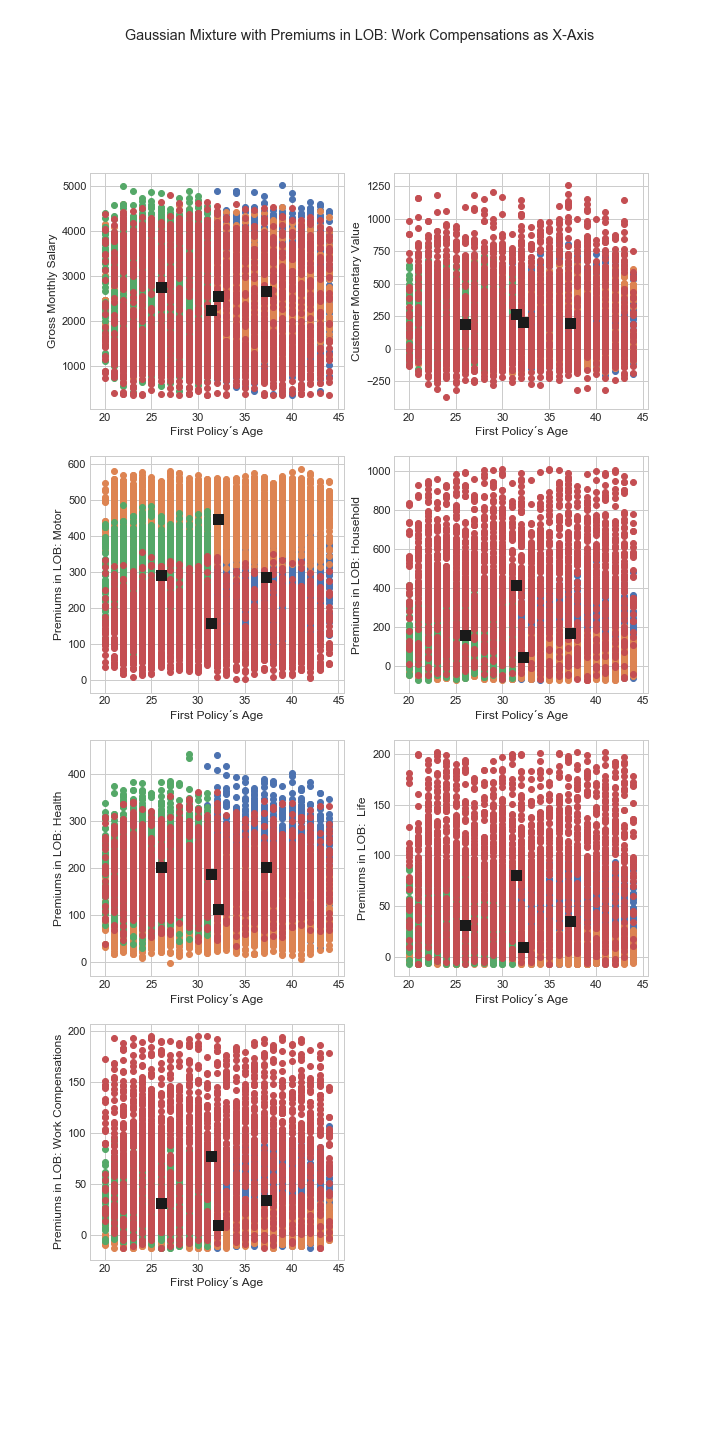 Gaussian Mixture with Premiums in LOB: Work Compensations as X-Axis
Gross Monthly Salary
5000
4000
3000
2000
1000
20 25 30 35 40 45
First Policy´s Age
Customer Monetary Value
1250
1000
750
500
250
0
−250
20 25 30 35 40 45
First Policy´s Age
Premiums in LOB: Motor
600
500
400
300
200
100
0
20 25 30 35 40 45
First Policy´s Age
Premiums in LOB: Household
1000
800
600
400
200
0
20 25 30 35 40 45
First Policy´s Age
Premiums in LOB: Health
400
300
200
100
0
20 25 30 35 40 45
First Policy´s Age
Premiums in LOB:  Life
200
150
100
50
0
20 25 30 35 40 45
First Policy´s Age
Premiums in LOB: Work Compensations
200
150
100
50
0
20 25 30 35 40 45
First Policy´s Age